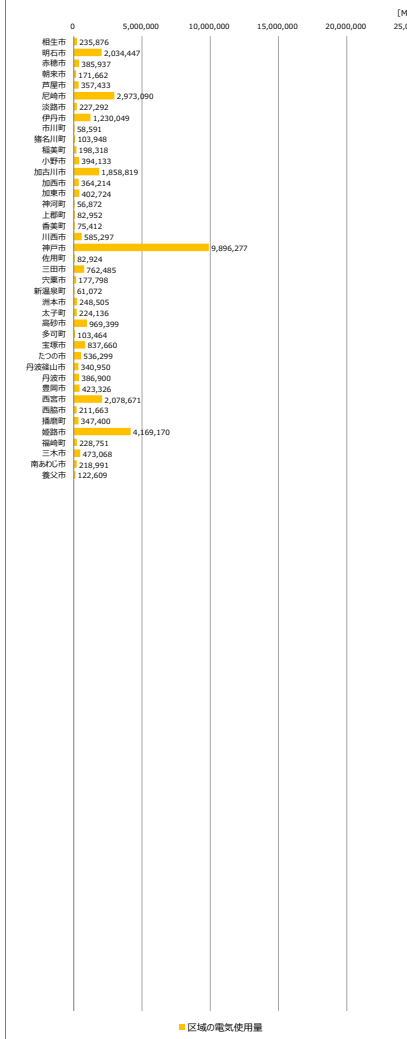 [M
0 5,000,000 10,000,000 15,000,000 20,000,000 25,0
相生市 235,876
明石市 2,034,447
赤穂市 385,937
朝来市 171,662
芦屋市 357,433
尼崎市 2,973,090
淡路市 227,292
伊丹市 1,230,049
市川町 58,591
猪名川町 103,948
稲美町 198,318
小野市 394,133
加古川市 1,858,819
加西市 364,214
加東市 402,724
神河町 56,872
上郡町 82,952
香美町 75,412
川西市 585,297
神戸市 9,896,277
佐用町 82,924
三田市 762,485
宍粟市 177,798
新温泉町 61,072
洲本市 248,505
太子町 224,136
高砂市 969,399
多可町 103,464
宝塚市 837,660
たつの市 536,299
丹波篠山市 340,950
丹波市 386,900
豊岡市 423,326
西宮市 2,078,671
西脇市 211,663
播磨町 347,400
姫路市 4,169,170
福崎町 228,751
三木市 473,068
南あわじ市 218,991
養父市 122,609
区域の電気使用量